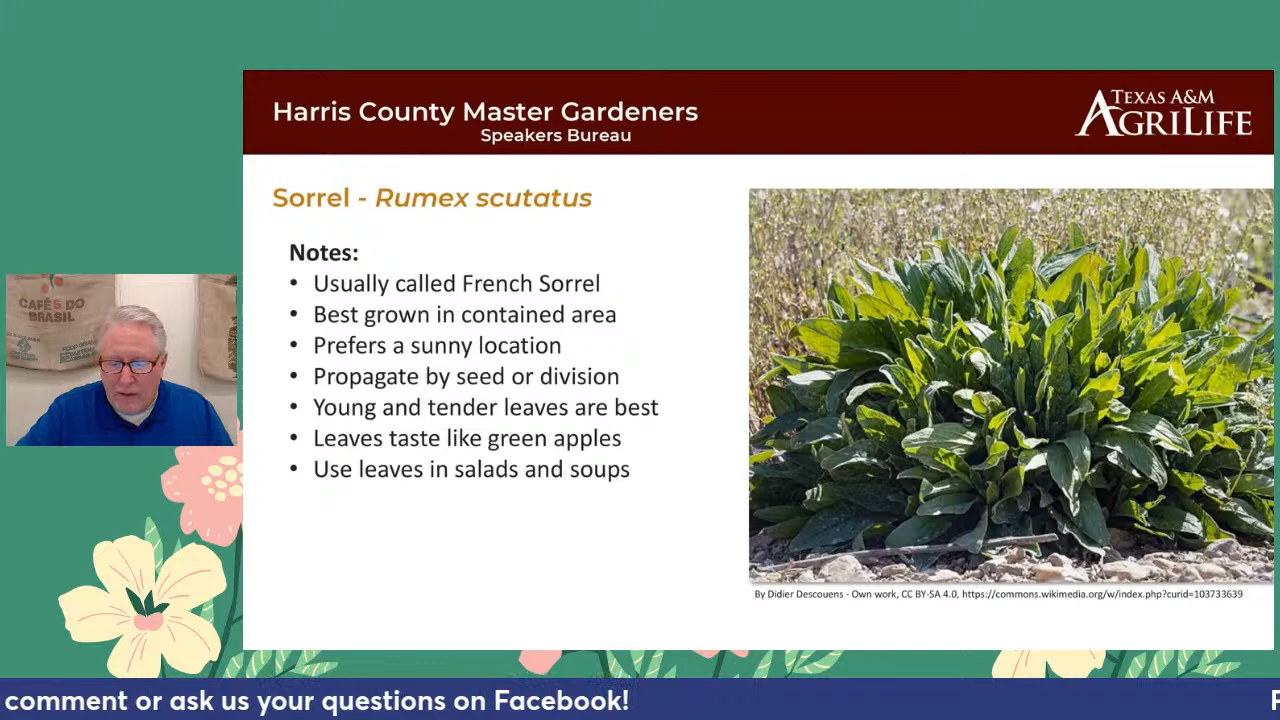 Harris County Master Gardeners
Speakers Bureau
TEXAS A&M
AGRILIFE
Sorrel - Rumex scutatus
Notes:
• Usually called French Sorrel
• Best grown in contained area
• Prefers a sunny location
• Propagate by seed or division
• Young and tender leaves are best
• Leaves taste like green apples
• Use leaves in salads and soups
CAFÉS DO
BRASIL
By Didier Descouens - Own work, CC BY-SA 4.0, https://commons.wikimedia.org/w/index.php?curid=103733639
comment or ask us your questions on Facebook!